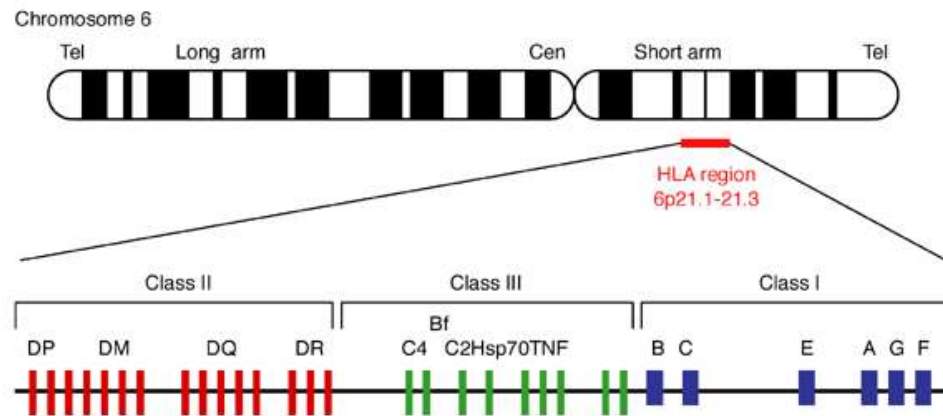 Chromosome 6
Tel Long arm Cen Short arm Tel
HLA region
6p21.1-21.3
Class II Class III Class I
Bf
DP DM DQ DR C4 C2Hsp70TNF B C E A G F